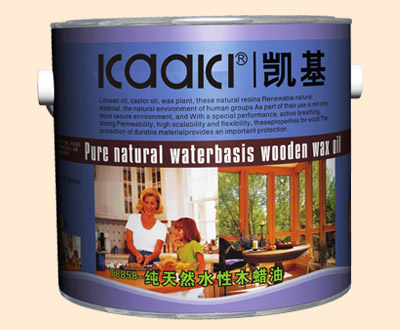 KAAKI® | 凯基
Linseed oil, castor oil, wax plant, these natural resins Renewable natural
material, the natural environment of human groups As part of their use is not only
more secure environment, and With a special performance, active breathing,
strong Permeability, high scalability and flexibility, theseproperties for wood.The
protection of durable materialprovides an important protection.
Pure natural waterbasis wooden wax oil
T8858-纯天然水性木蜡油